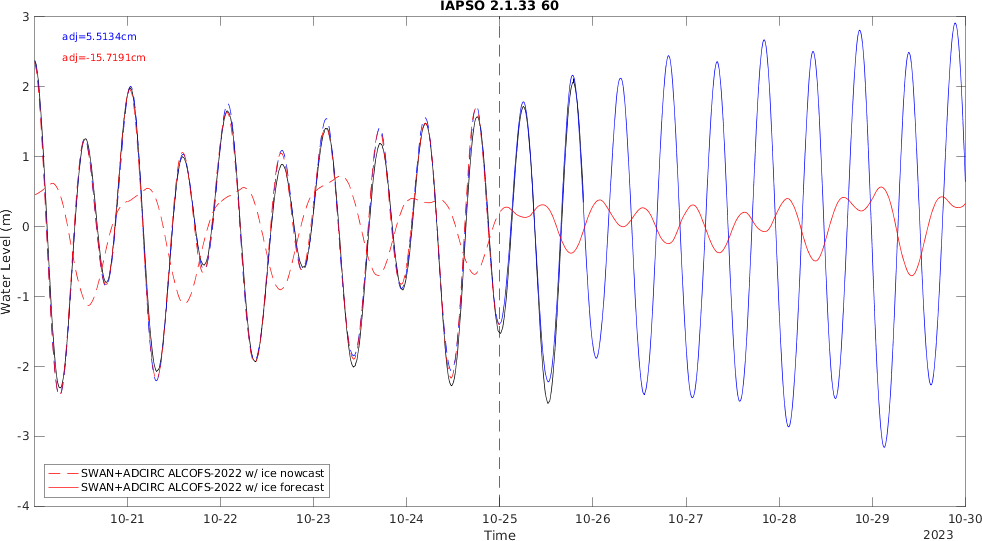 IAPSO 2.1.33 60
adj=5.5134cm
adj=-15.7191cm
3
2
1
0
-1
-2
-3
-4
Water Level (m)
SWAN+ADCIRC ALCOFS-2022 w/ ice nowcast
SWAN+ADCIRC ALCOFS-2022 w/ ice forecast
10-21 10-22 10-23 10-24 10-25 10-26 10-27 10-28 10-29 10-30
Time
2023